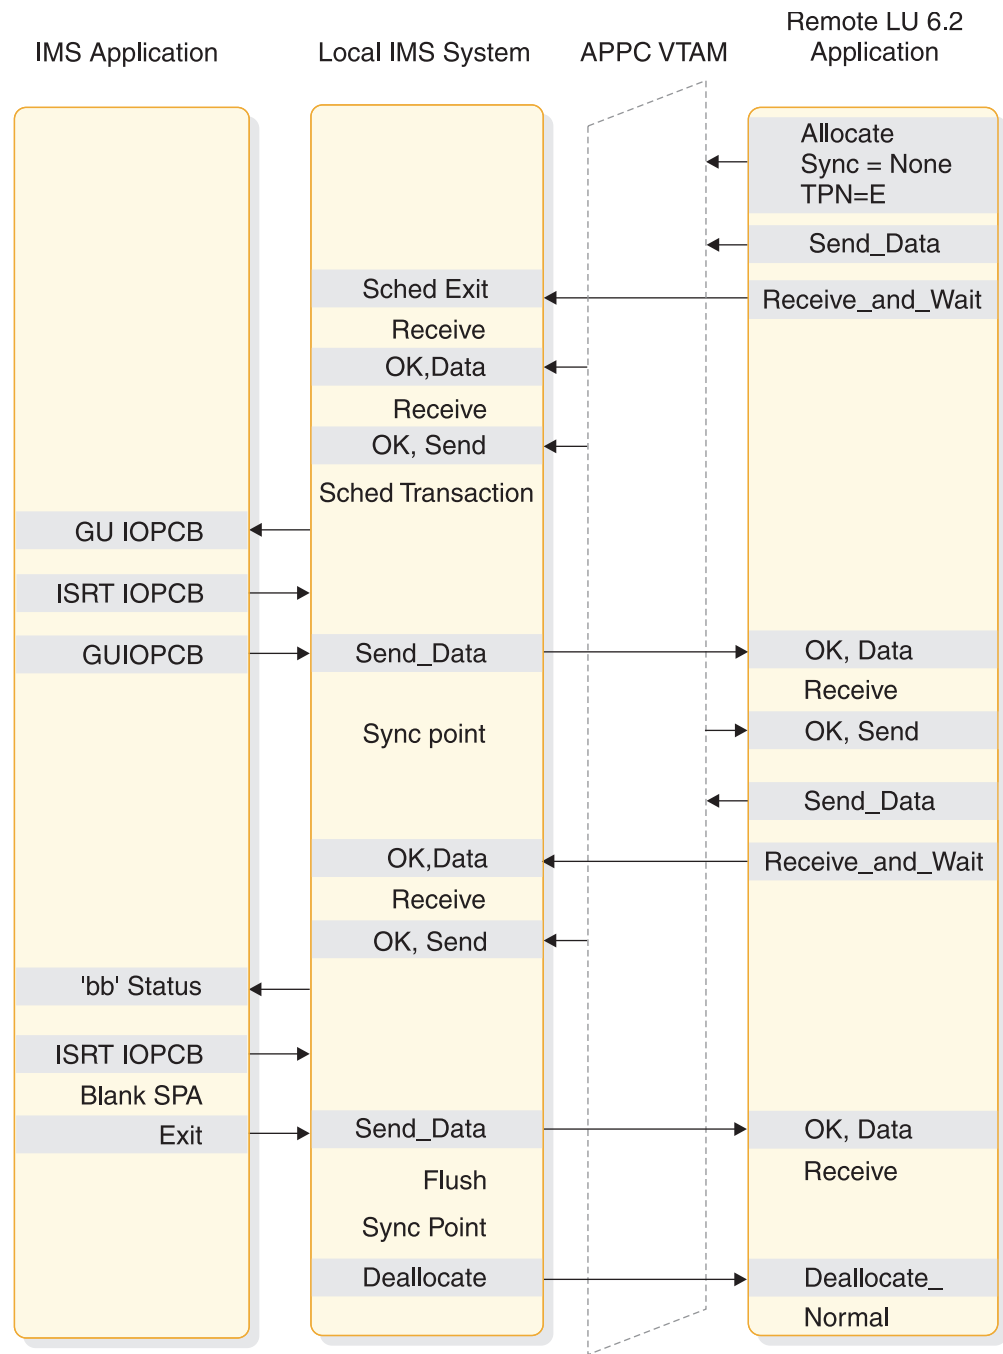 IMS Application
Local IMS System
APPC VTAM
Remote LU 6.2
Application
Allocate
Sync = None
TPN=E
Send_Data
Sched Exit
Receive_and_Wait
Receive
OK,Data
Receive
OK, Send
Sched Transaction
GU IOPCB
ISRT IOPCB
GUIOPCB
Send_Data
OK, Data
Receive
Sync point
OK, Send
Send_Data
OK,Data
Receive_and_Wait
Receive
OK, Send
'bb' Status
ISRT IOPCB
Blank SPA
Exit
Send_Data
OK, Data
Flush
Receive
Sync Point
Deallocate
Deallocate_
Normal